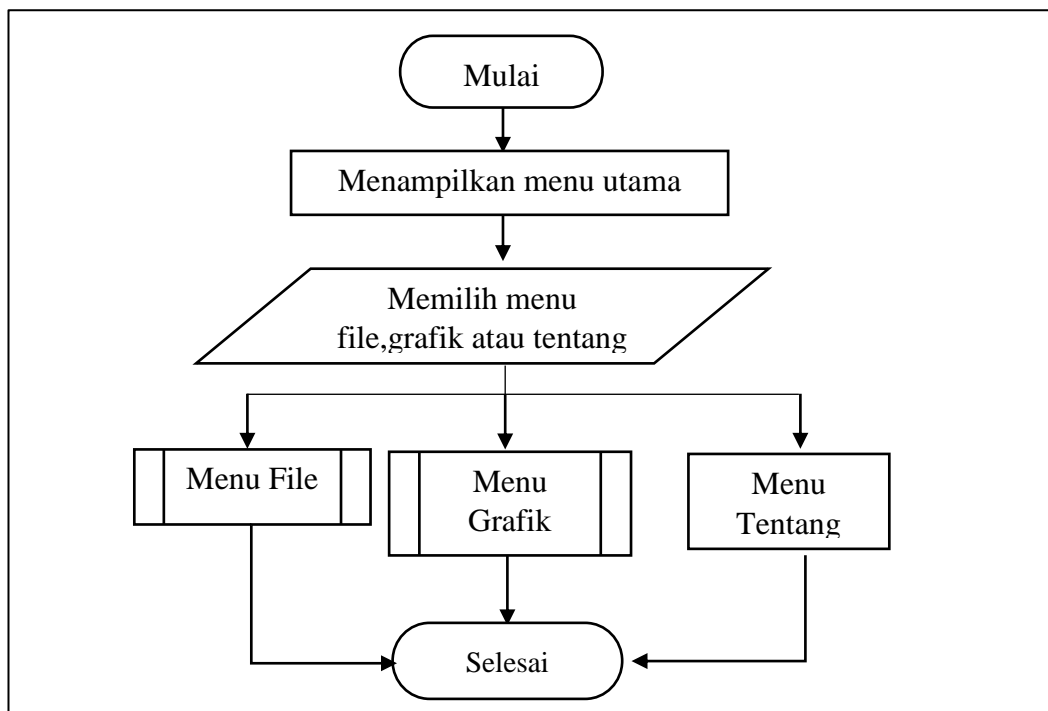 Mulai
Menampilkan menu utama
Memilih menu
file,grafik atau tentang
Menu File
Menu
Grafik
Menu
Tentang
Selesai